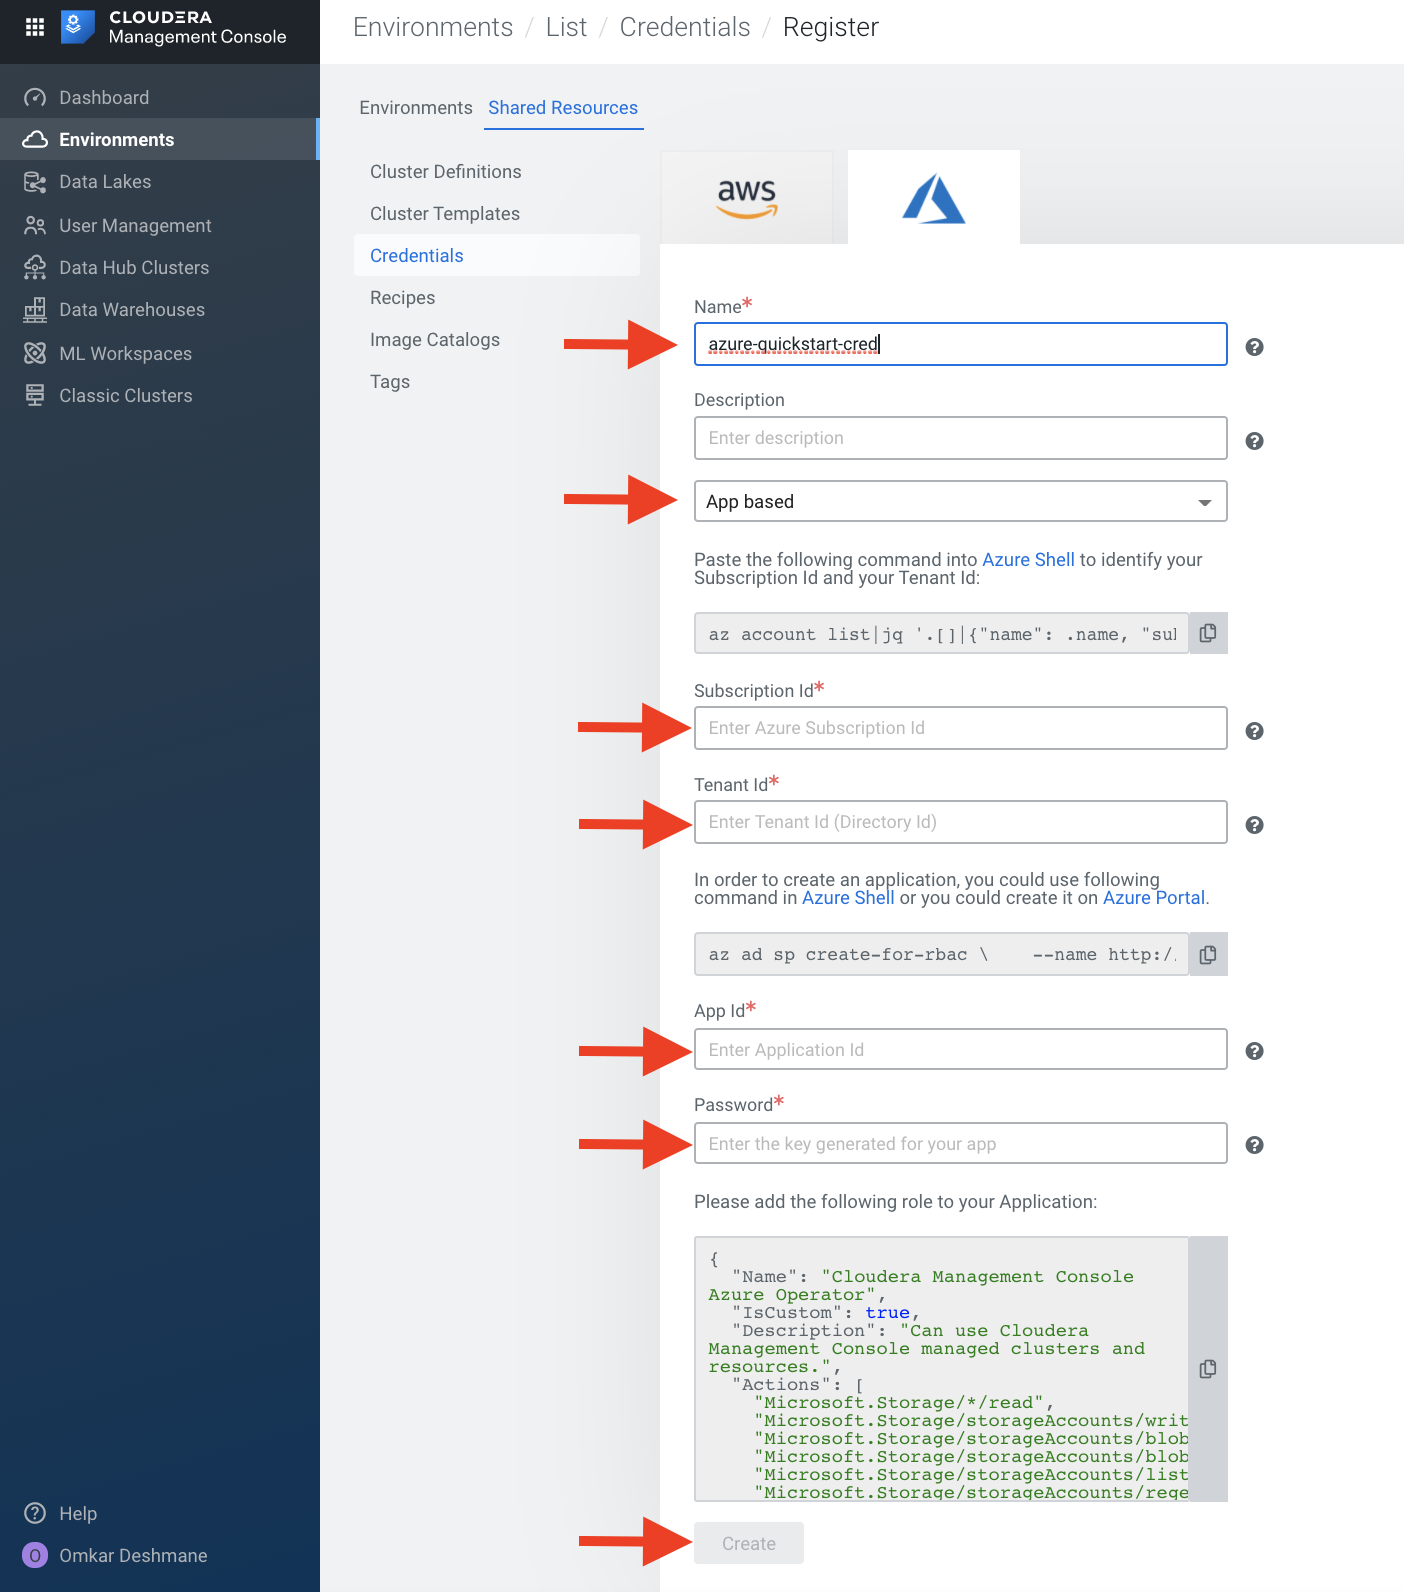 CLOUDERA
Management Console
Environments / List / Credentials / Register
Dashboard
Environments
Data Lakes
User Management
Data Hub Clusters
Data Warehouses
ML Workspaces
Classic Clusters
Help
O
Omkar Deshmane
Environments
Shared Resources
Cluster Definitions
Cluster Templates
Credentials
Recipes
Image Catalogs
Tags
aws
Name*
azure-quickstart-cred
Description
Enter description
App based
Paste the following command into Azure Shell to identify your
Subscription Id and your Tenant Id:
az account list|jq '.[]|{"name": .name, "sul
Subscription Id*
Enter Azure Subscription Id
Tenant Id*
Enter Tenant Id (Directory Id)
In order to create an application, you could use following
command in Azure Shell or you could create it on Azure Portal.
az ad sp create-for-rbac \    --name http:/
App Id*
Enter Application Id
Password*
Enter the key generated for your app
Please add the following role to your Application:
{
"Name": "Cloudera Management Console
Azure Operator",
"IsCustom": true,
"Description": "Can use Cloudera
Management Console managed clusters and
resources.",
"Actions": [
"Microsoft.Storage/*/read",
"Microsoft.Storage/storageAccounts/writ
"Microsoft.Storage/storageAccounts/blob
"Microsoft.Storage/storageAccounts/blob
"Microsoft.Storage/storageAccounts/list
"Microsoft.Storage/storageAccounts/rege
Create